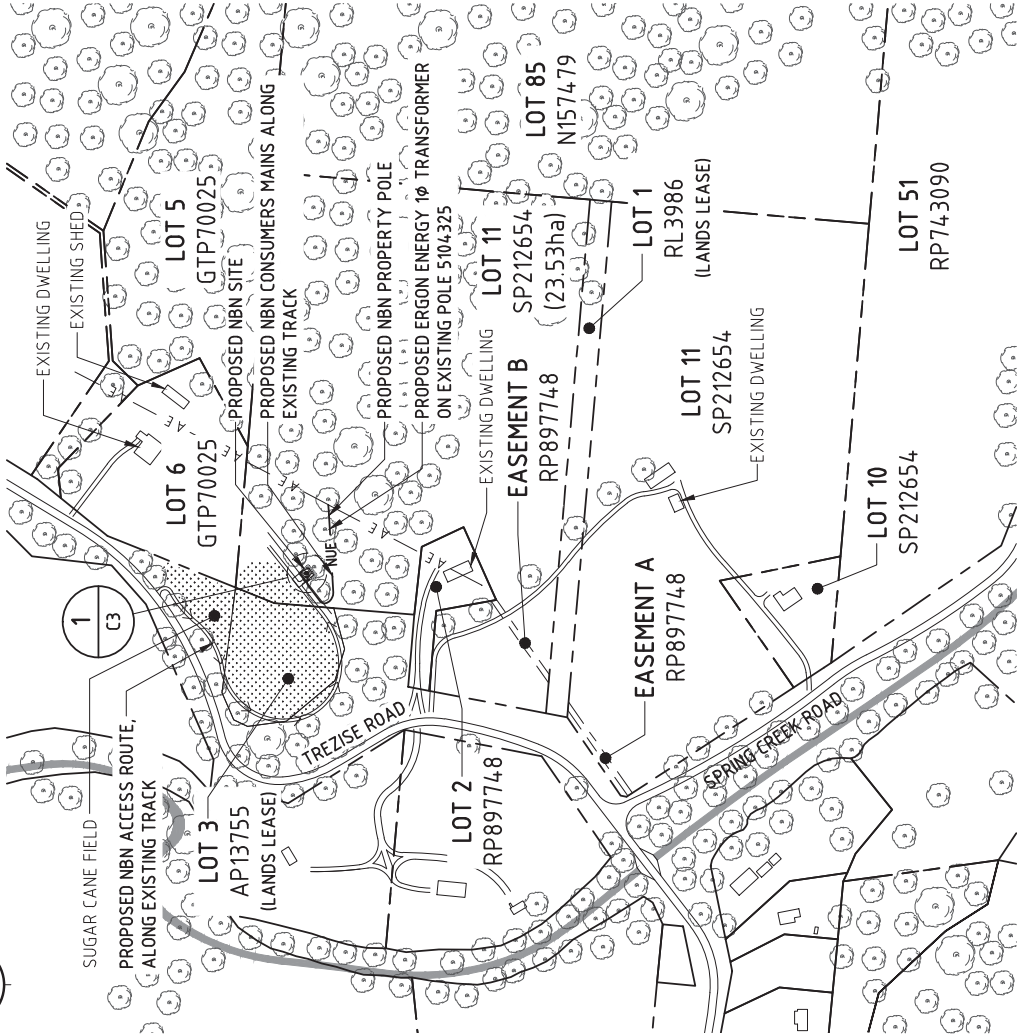 EXISTING DWELLING
EXISTING SHED
LOT 5
GTP70025
PROPOSED NBN SITE
PROPOSED NBN CONSUMERS MAINS ALONG
EXISTING TRACK
PROPOSED NBN PROPERTY POLE
PROPOSED ERGON ENERGY 1Ø TRANSFORMER
ON EXISTING POLE 5104325
LOT 11
SP212654
(23.53ha)
LOT 85
N157479
LOT 1
RL3986
(LANDS LEASE)
LOT 51
RP743090
LOT 6
GTP70025
AE
AE
AE
AE
NUE
EXISTING DWELLING
EASEMENT B
RP897748
LOT 11
SP212654
EXISTING DWELLING
LOT 10
SP212654
1
C3
EASEMENT A
RP897748
TREZISE ROAD
SPRING CREEK ROAD
SUGAR CANE FIELD
PROPOSED NBN ACCESS ROUTE,
ALONG EXISTING TRACK
LOT 3
AP13755
(LANDS LEASE)
LOT 2
RP897748